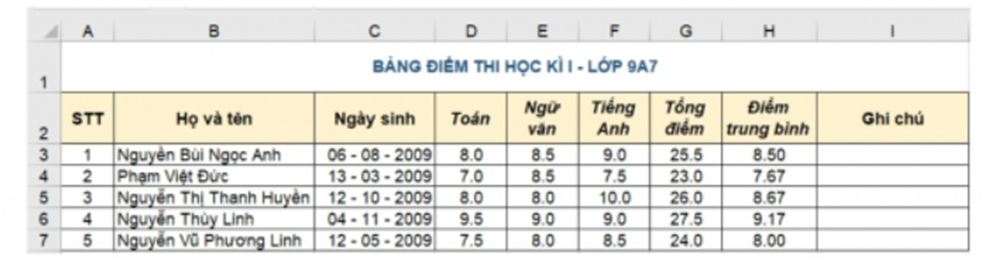 A B C D E F G H I
1 BẢNG ĐIỂM THI HỌC KÌ I - LỚP 9A7
2 STT Họ và tên Ngày sinh Toán Ngữ văn Tiếng Anh Tổng điểm Điểm trung bình Ghi chú
3 1 Nguyễn Bùi Ngọc Anh 06 - 08 - 2009 8.0 8.5 9.0 25.5 8.50
4 2 Phạm Việt Đức 13 - 03 - 2009 7.0 8.5 7.5 23.0 7.67
5 3 Nguyễn Thị Thanh Huyền 12 - 10 - 2009 8.0 8.0 10.0 26.0 8.67
6 4 Nguyễn Thùy Linh 04 - 11 - 2009 9.5 9.0 9.0 27.5 9.17
7 5 Nguyễn Vũ Phương Linh 12 - 05 - 2009 7.5 8.0 8.5 24.0 8.00